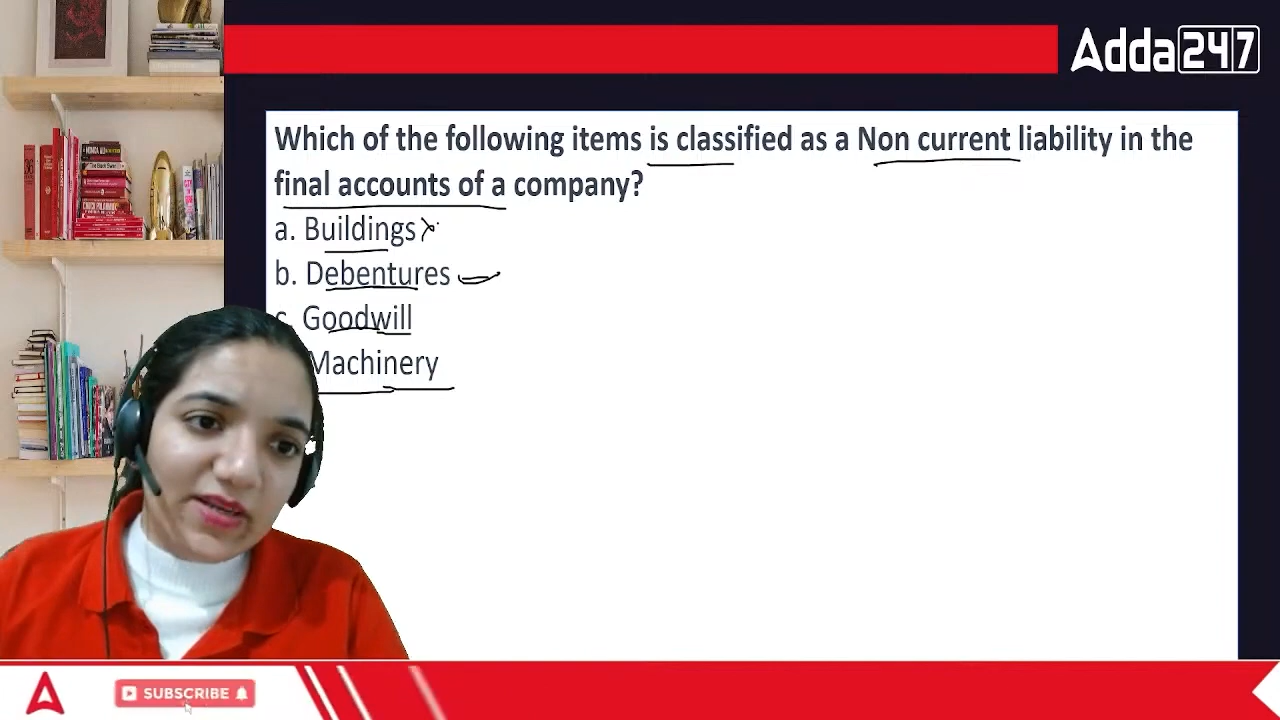 Adda247
Which of the following items is classified as a Non current liability in the
final accounts of a company?
a. Buildings
b. Debentures
c. Goodwill
Machinery
SUBSCRIBE